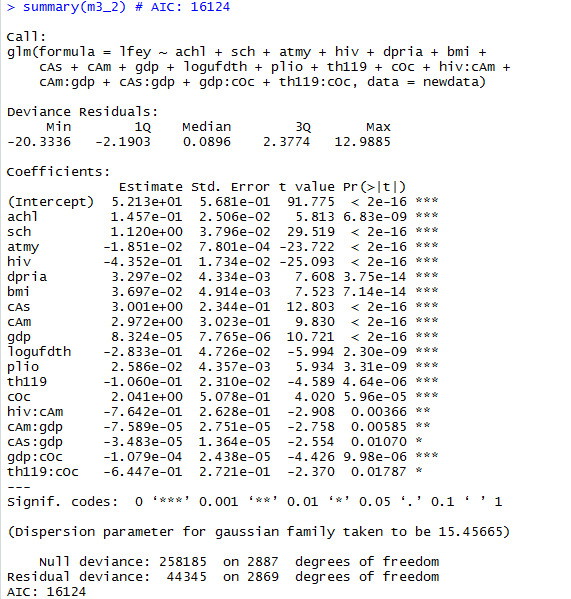 > summary(m3_2) # AIC: 16124
Call:
glm(formula = lfey ~ achl + sch + atmy + hiv + dpria + bmi +
    cAs + cAm + gdp + logufdth + plio + th119 + cOc + hiv:cAm +
    cAm:gdp + cAs:gdp + gdp:cOc + th119:cOc, data = newdata)
Deviance Residuals:
     Min       1Q   Median       3Q      Max
-20.3336  -2.1903   0.0896   2.3774  12.9885
Coefficients:
              Estimate Std. Error t value Pr(>|t|)
(Intercept)  5.213e+01  5.681e-01  91.775  < 2e-16 ***
achl         1.457e-01  2.506e-02   5.813 6.83e-09 ***
sch          1.120e+00  3.796e-02  29.519  < 2e-16 ***
atmy        -1.851e-02  7.801e-04 -23.722  < 2e-16 ***
hiv         -4.352e-01  1.734e-02 -25.093  < 2e-16 ***
dpria        3.297e-02  4.334e-03   7.608 3.75e-14 ***
bmi          3.697e-02  4.914e-03   7.523 7.14e-14 ***
cAs          3.001e+00  2.344e-01  12.803  < 2e-16 ***
cAm          2.972e+00  3.023e-01   9.830  < 2e-16 ***
gdp          8.324e-05  7.765e-06  10.721  < 2e-16 ***
logufdth    -2.833e-01  4.726e-02  -5.994 2.30e-09 ***
plio         2.586e-02  4.357e-03   5.934 3.31e-09 ***
th119       -1.060e-01  2.310e-02  -4.589 4.64e-06 ***
cOc          2.041e+00  5.078e-01   4.020 5.96e-05 ***
hiv:cAm     -7.642e-01  2.628e-01  -2.908  0.00366 **
cAm:gdp     -7.589e-05  2.751e-05  -2.758  0.00585 **
cAs:gdp     -3.483e-05  1.364e-05  -2.554  0.01070 *
gdp:cOc     -1.079e-04  2.438e-05  -4.426 9.98e-06 ***
th119:cOc   -6.447e-01  2.721e-01  -2.370  0.01787 *
---
Signif. codes:  0 ‘***’ 0.001 ‘**’ 0.01 ‘*’ 0.05 ‘.’ 0.1 ‘ ’ 1
(Dispersion parameter for gaussian family taken to be 15.45665)
    Null deviance: 258185  on 2887  degrees of freedom
Residual deviance:  44345  on 2869  degrees of freedom
AIC: 16124